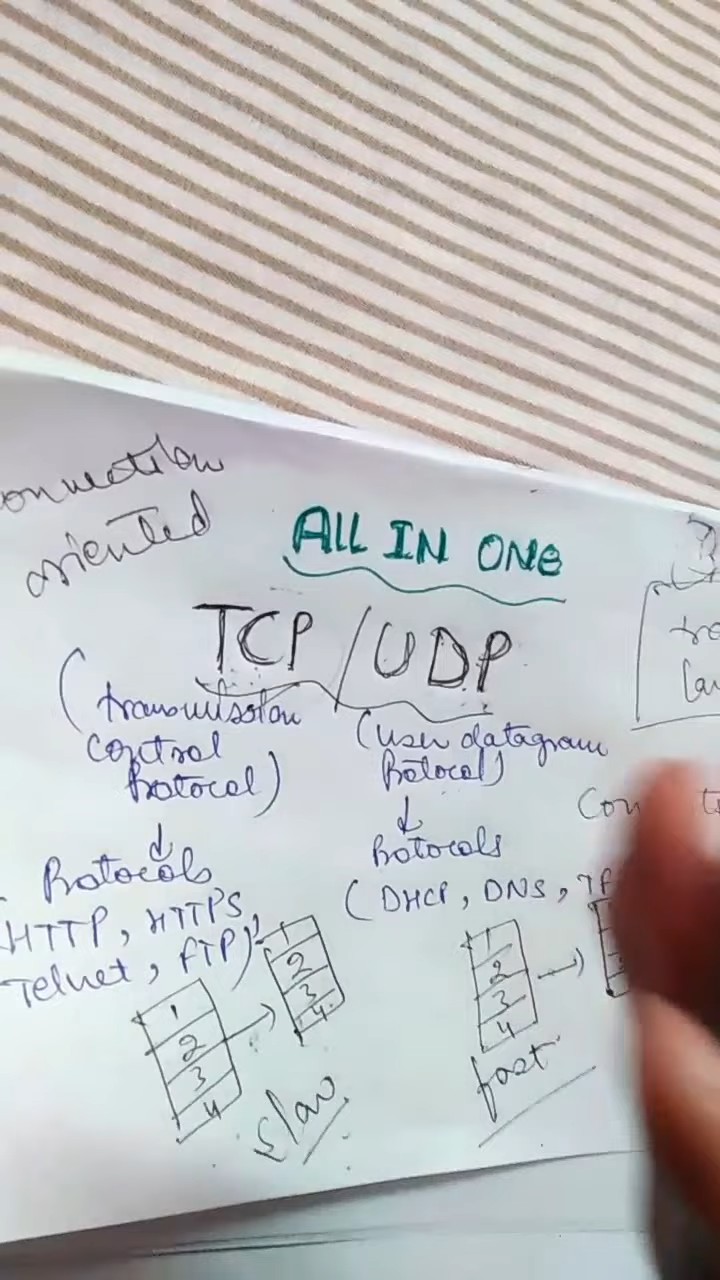 connection
oriented
ALL IN ONE
TCP/UDP
(transmission
control
Protocol)
(user datagram
Protocol)
↓
Protocols
HTTP, HTTPS,
Telnet, FTP)
↓
Protocols
(DHCP, DNS,
1
2
3
4
→
1
2
3
4
slow
1
2
3
4
→
fast